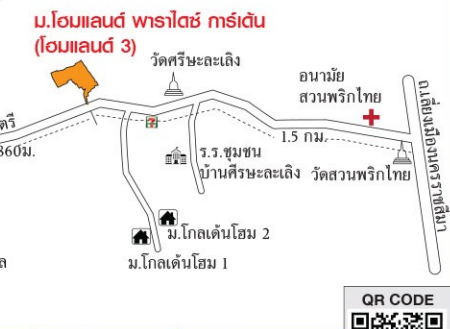 ม.โฮมแลนด์ พาราไดซ์ การ์เด้น
(โฮมแลนด์ 3)
วัดศรีษะละเลิง
อนามัย
สวนพริกไทย
860ม.
7
1.5 กม.
ร.ร.ชุมชน
บ้านศีรษะละเลิง
วัดสวนพริกไทย
ถ.เลี่ยงเมืองนครราชสีมา
ม.โกลเด้นโฮม 2
ม.โกลเด้นโฮม 1
QR CODE